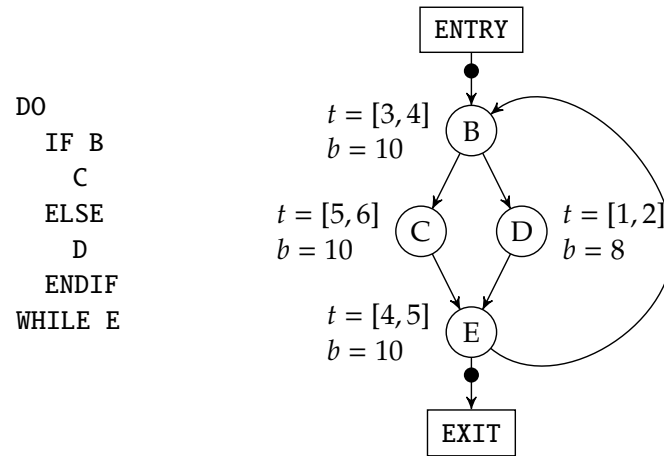 DO
IF B
C
ELSE
D
ENDIF
WHILE E
ENTRY
t = [3, 4]
b = 10
B
t = [5, 6]
b = 10
C
D
t = [1, 2]
b = 8
t = [4, 5]
b = 10
E
EXIT